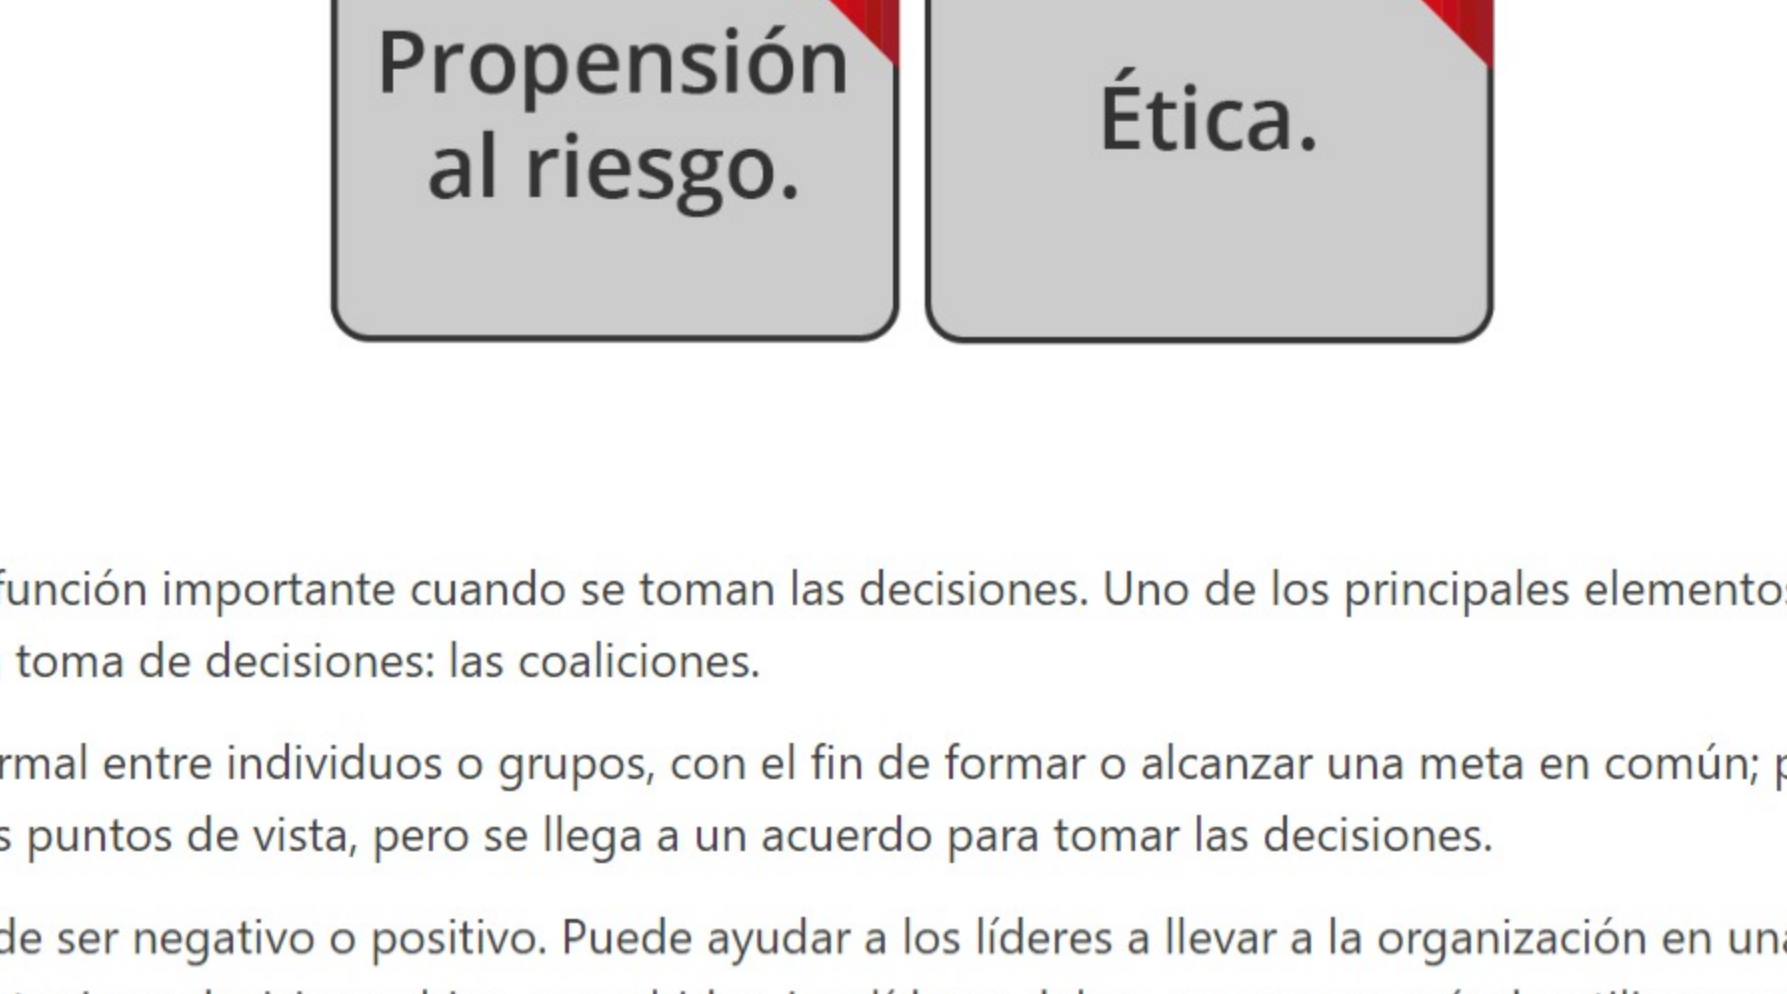 Propensión
al riesgo.
Ética.
función importante cuando se toman las decisiones. Uno de los principales elementos
toma de decisiones: las coaliciones.
rmal entre individuos o grupos, con el fin de formar o alcanzar una meta en común; p
s puntos de vista, pero se llega a un acuerdo para tomar las decisiones.
de ser negativo o positivo. Puede ayudar a los líderes a llevar a la organización en una